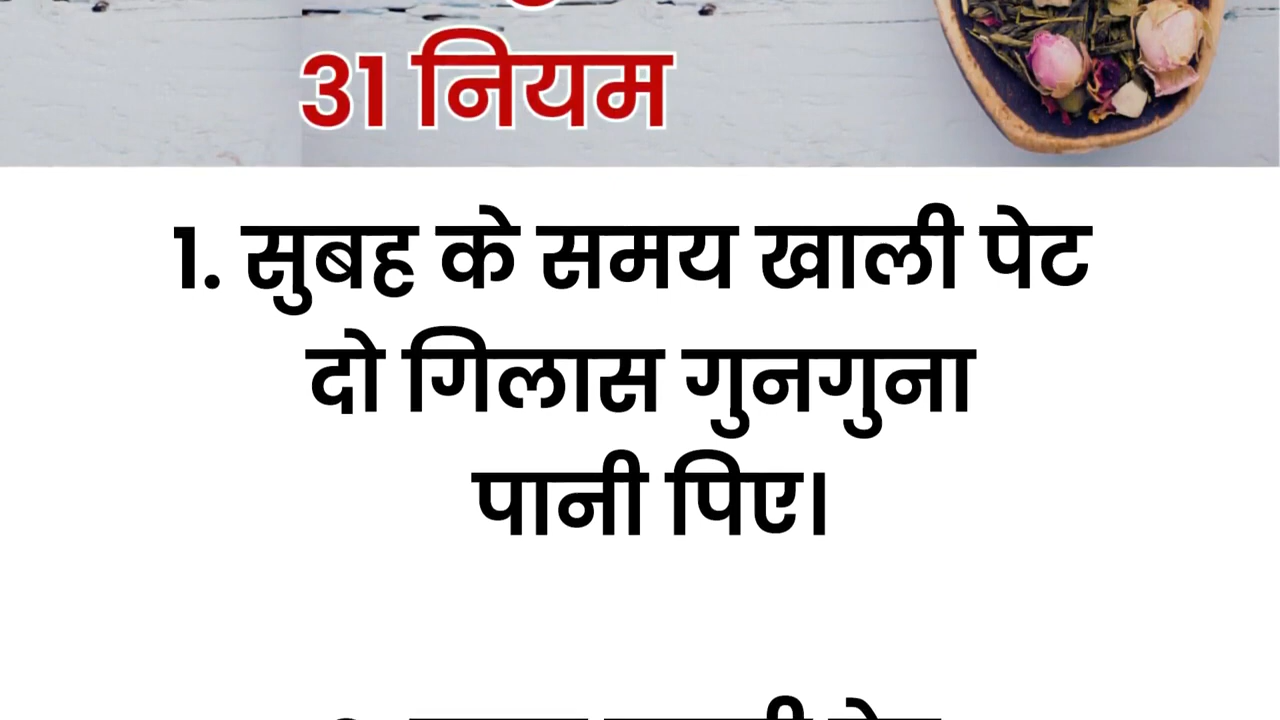 31 नियम
1. सुबह के समय खाली पेट
दो गिलास गुनगुना
पानी पिए।